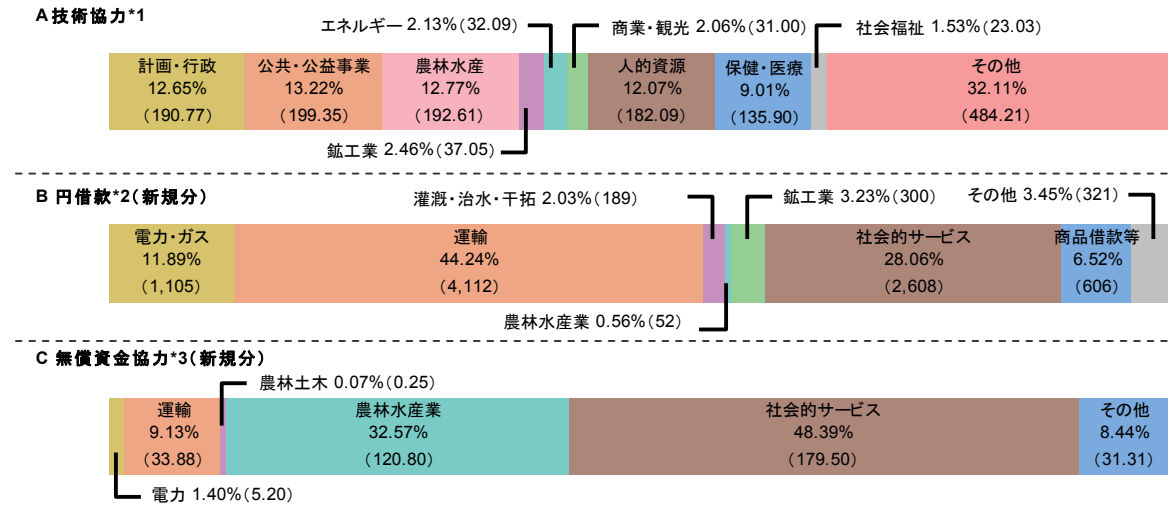 A 技術協力*1
エネルギー 2.13%(32.09)
商業・観光 2.06%(31.00)
社会福祉 1.53%(23.03)
計画・行政
12.65%
(190.77)
公共・公益事業
13.22%
(199.35)
農林水産
12.77%
(192.61)
人的資源
12.07%
(182.09)
保健・医療
9.01%
(135.90)
その他
32.11%
(484.21)
鉱工業 2.46%(37.05)
B 円借款*2(新規分)
灌漑・治水・干拓 2.03%(189)
鉱工業 3.23%(300)
その他 3.45%(321)
電力・ガス
11.89%
(1,105)
運輸
44.24%
(4,112)
社会的サービス
28.06%
(2,608)
商品借款等
6.52%
(606)
農林水産業 0.56%(52)
C 無償資金協力*3(新規分)
農林土木 0.07%(0.25)
運輸
9.13%
(33.88)
農林水産業
32.57%
(120.80)
社会的サービス
48.39%
(179.50)
その他
8.44%
(31.31)
電力 1.40%(5.20)